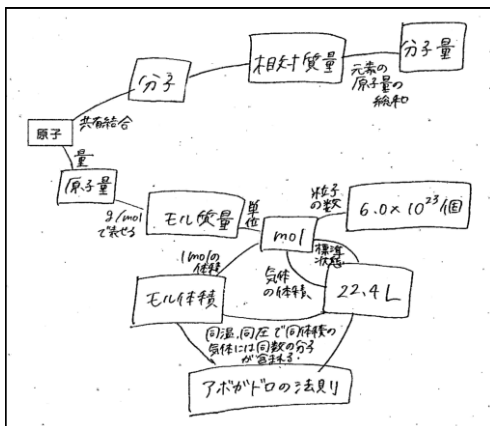 分子
相対質量
分子量
元素の
原子量の
総和
共有結合
原子
量
原子量
g/molで表せる
モル質量
単位
mol
粒子
の数
6.0×10²³個
標準
状態
1molの
体積
気体
の体積
モル体積
22.4L
同温、同圧で同体積の
気体には同数の分子
が含まれる.
アボガドロの法則